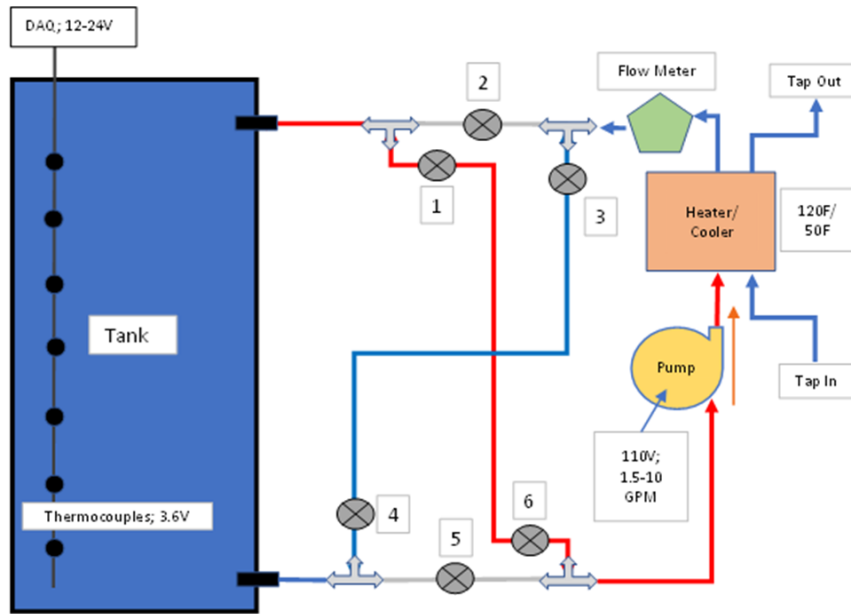 DAQ; 12-24V
Flow Meter
Tap Out
2
1
3
Heater/
Cooler
120F/
50F
Tank
Pump
Tap In
110V;
1.5-10
GPM
Thermocouples; 3.6V
4
6
5